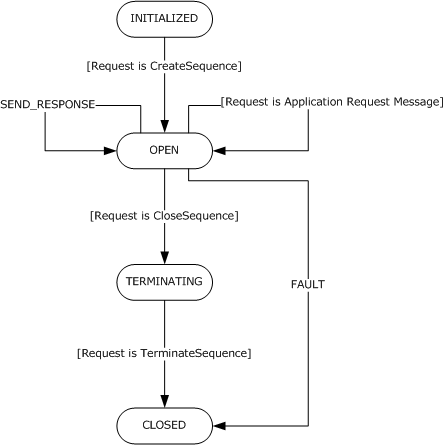 INITIALIZED
[Request is CreateSequence]
SEND_RESPONSE
[Request is Application Request Message]
OPEN
[Request is CloseSequence]
TERMINATING
FAULT
[Request is TerminateSequence]
CLOSED